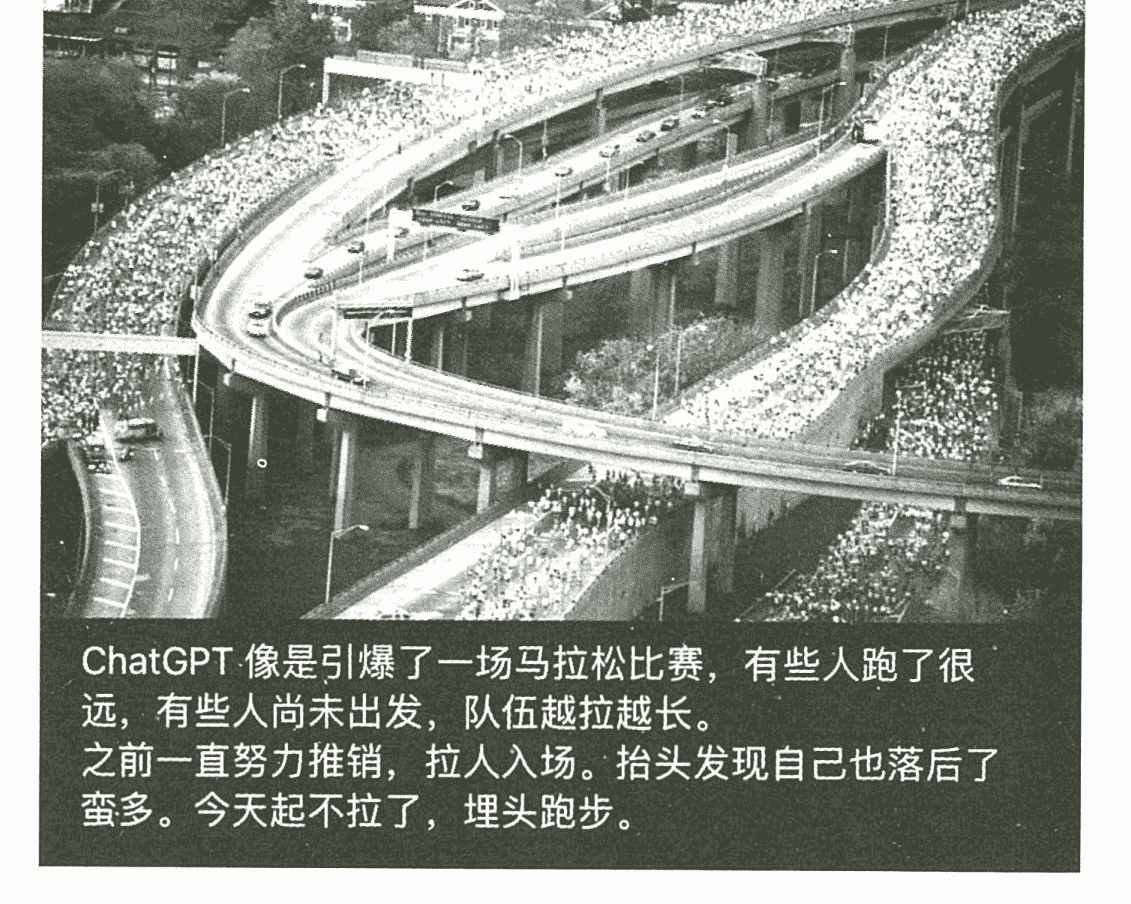 ChatGPT 像是引爆了一场马拉松比赛，有些人跑了很
远，有些人尚未出发，队伍越拉越长。
之前一直努力推销，拉人入场。抬头发现自己也落后了
蛮多。今天起不拉了，埋头跑步。